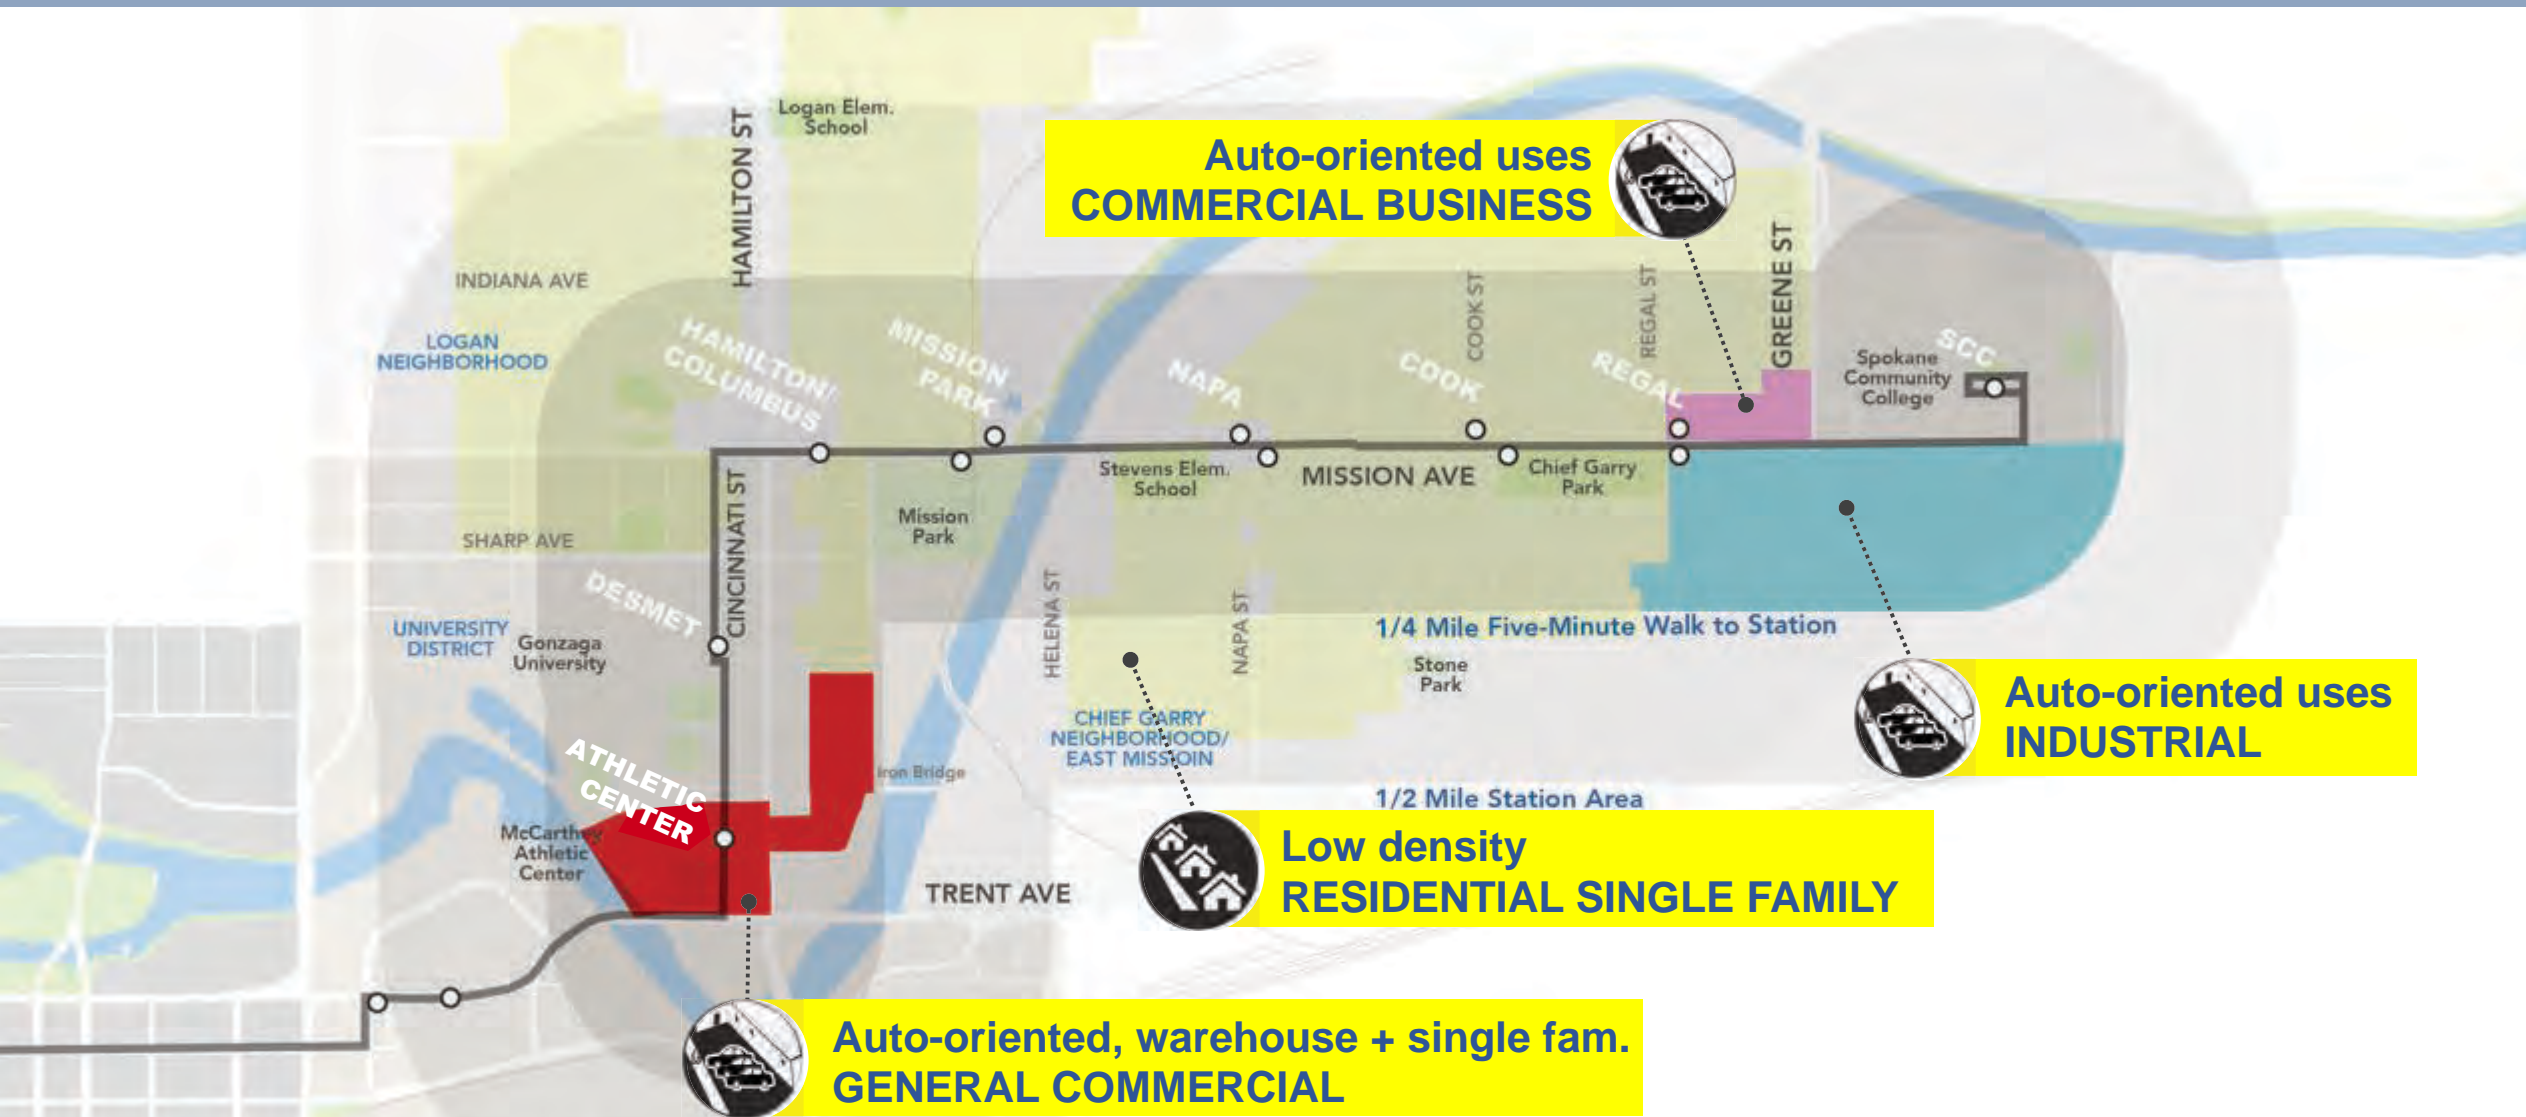 Logan Elem.
School
HAMILTON ST
Auto-oriented uses
COMMERCIAL BUSINESS
INDIANA AVE
LOGAN
NEIGHBORHOOD
HAMILTON/
COLUMBUS
MISSION
PARK
NAPA
COOK
COOK ST
REGAL
REGAL ST
GREENE ST
SCC
Spokane
Community
College
Stevens Elem.
School
MISSION AVE
Chief Garry
Park
CINCINNATI ST
Mission
Park
SHARP AVE
DESMET
UNIVERSITY
DISTRICT
Gonzaga
University
HELENA ST
NAPA ST
1/4 Mile Five-Minute Walk to Station
Stone
Park
Auto-oriented uses
INDUSTRIAL
CHIEF GARRY
NEIGHBORHOOD/
EAST MISSIOIN
Iron Bridge
ATHLETIC
CENTER
McCarthey
Athletic
Center
1/2 Mile Station Area
Low density
RESIDENTIAL SINGLE FAMILY
TRENT AVE
Auto-oriented, warehouse + single fam.
GENERAL COMMERCIAL